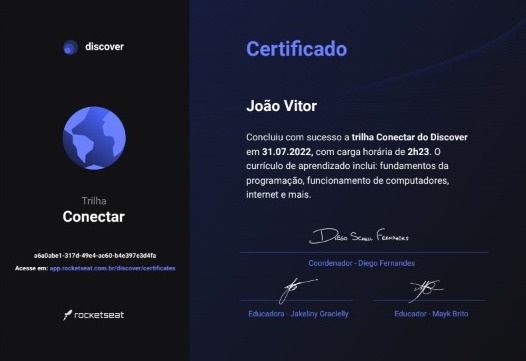 discover
Trilha
Conectar
a6a0abe1-317d-49e4-ac60-b4e397e3d4fa
Acesse em: app.rocketseat.com.br/discover/certificates
rocketseat
Certificado
João Vitor
Concluiu com sucesso a trilha Conectar do Discover
em 31.07.2022, com carga horária de 2h23. O
currículo de aprendizado inclui: fundamentos da
programação, funcionamento de computadores,
internet e mais.
Diego Fernandes
Coordenador - Diego Fernandes
Educadora - Jakeliny Gracielly
Educador - Mayk Brito